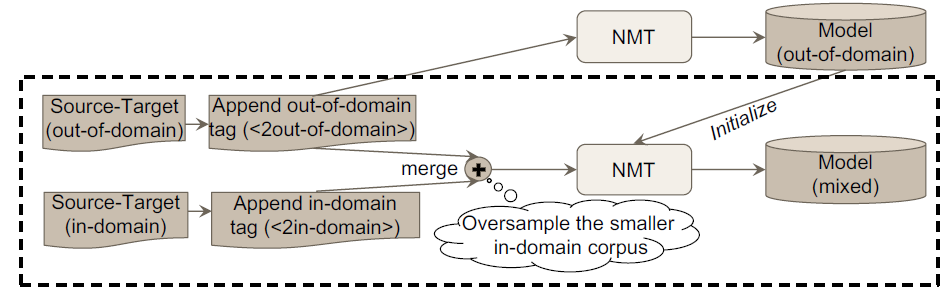 NMT
Model
(out-of-domain)
Source-Target
(out-of-domain)
Append out-of-domain
tag (<2out-of-domain>)
Initialize
merge
NMT
Model
(mixed)
Source-Target
(in-domain)
Append in-domain
tag (<2in-domain>)
Oversample the smaller
in-domain corpus